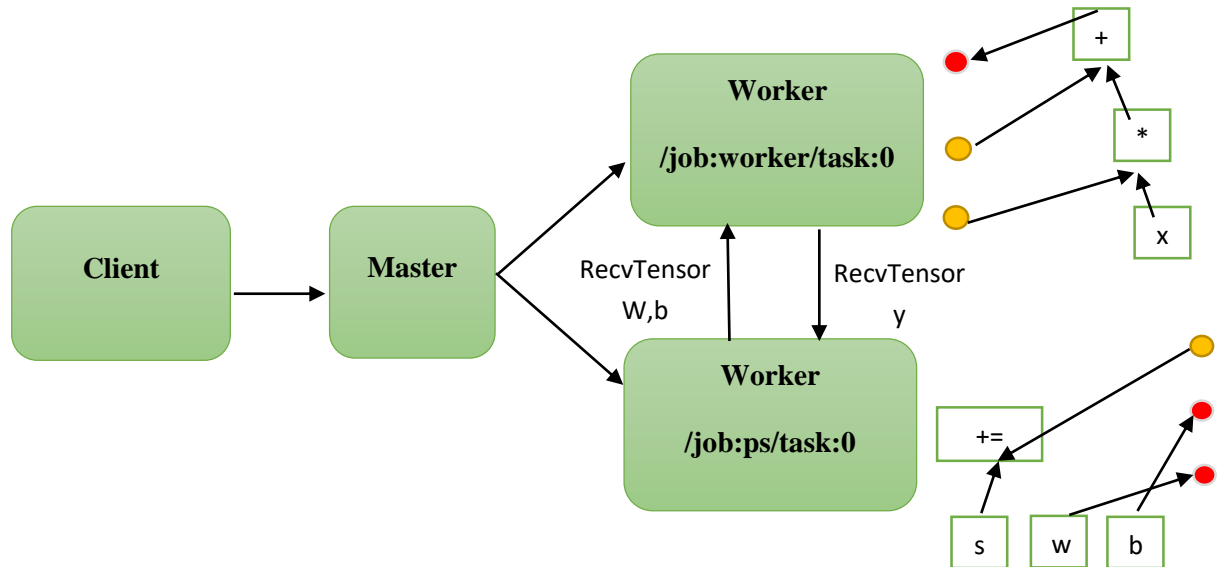 +
Worker
/job:worker/task:0
*
x
Client
Master
RecvTensor
W,b
RecvTensor
y
Worker
/job:ps/task:0
+=
s
w
b